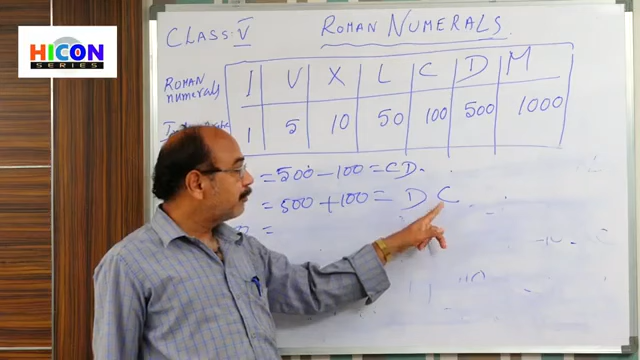 HICON
SERIES
CLASS: V
ROMAN NUMERALS
ROMAN numerals I V X L C D M
1 5 10 50 100 500 1000
= 500 - 100 = CD.
= 500 + 100 = D C
=